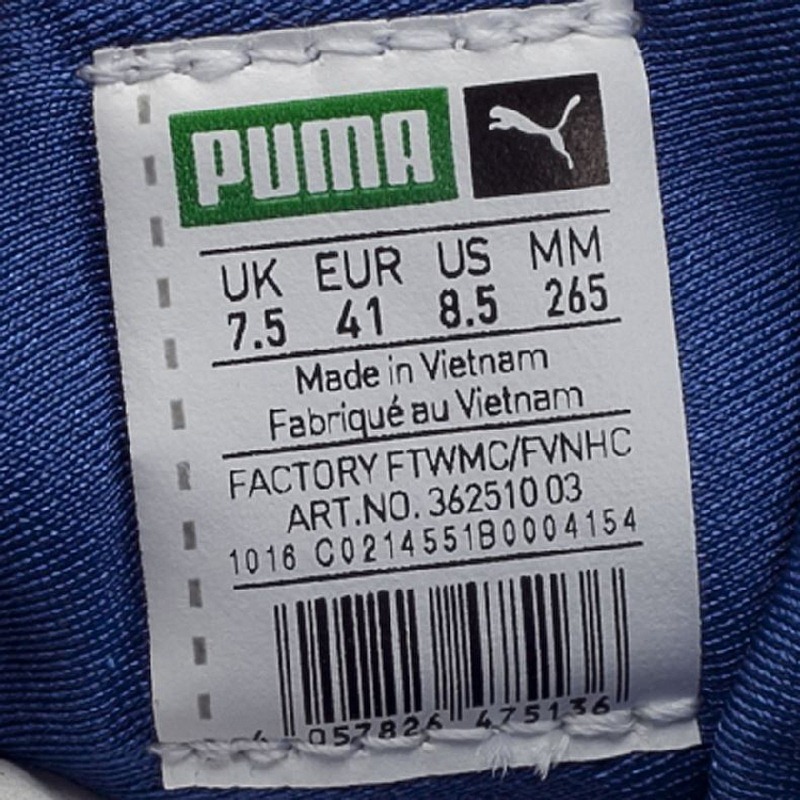 PUMA
UK EUR US MM
7.5 41 8.5 265
Made in Vietnam
Fabriqué au Vietnam
FACTORY FTWMC/FVNHC
ART.NO. 362510 03
1016 C0214551B0004154
4 057826 475136